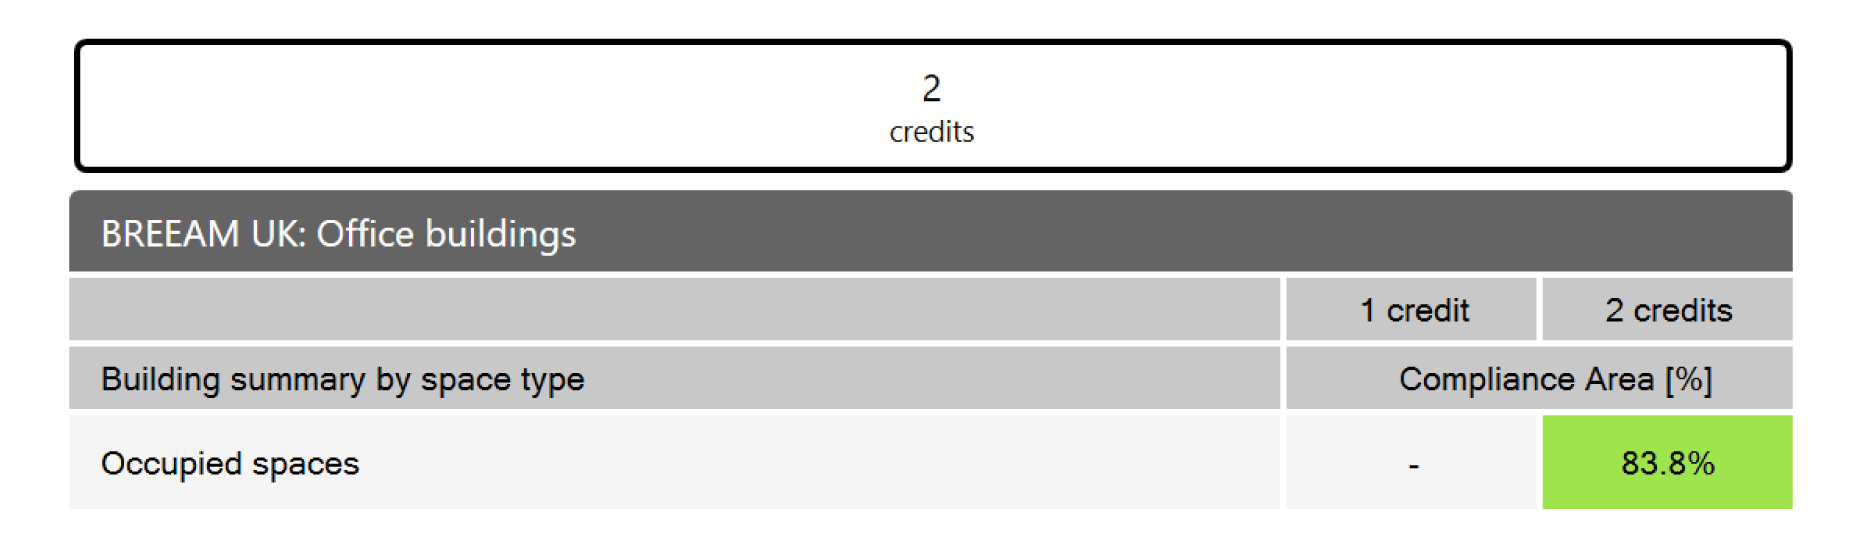 2
credits
BREEAM UK: Office buildings
1 credit 2 credits
Building summary by space type Compliance Area [%]
Occupied spaces - 83.8%